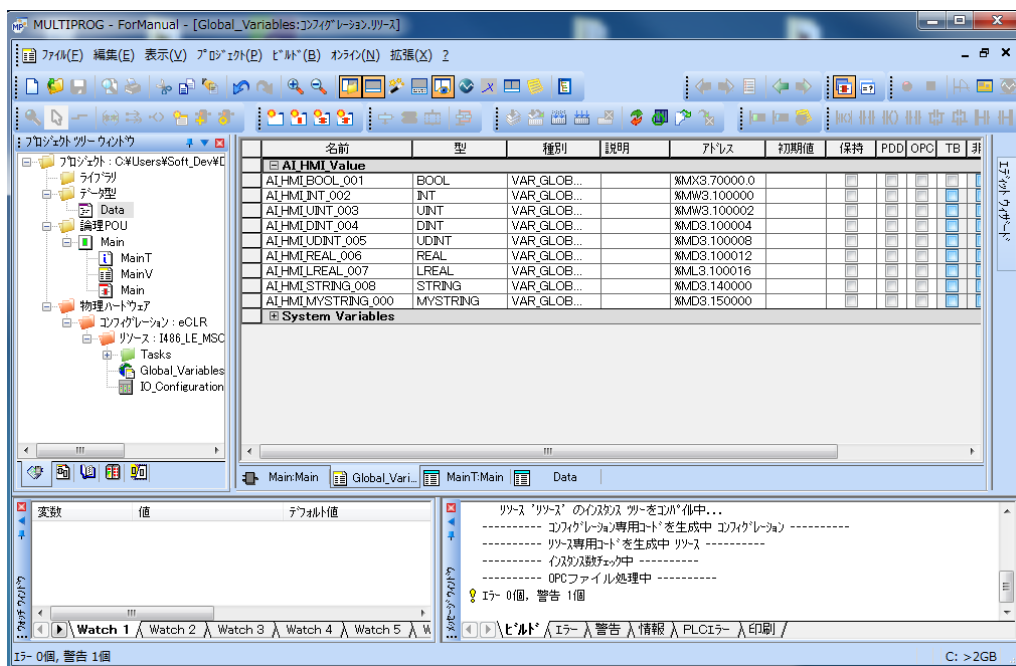 MULTIPROG - ForManual - [Global_Variables:ｺﾝﾌｨｸﾞﾚｰｼｮﾝ.ﾘｿｰｽ]
ﾌｧｲﾙ(F) 編集(E) 表示(V) ﾌﾟﾛｼﾞｪｸﾄ(P) ﾋﾞﾙﾄﾞ(B) ｵﾝﾗｲﾝ(N) 拡張(X) ?
ﾌﾟﾛｼﾞｪｸﾄ ﾂﾘｰ ｳｨﾝﾄﾞｳ
ﾌﾟﾛｼﾞｪｸﾄ : C:¥Users¥Soft_Dev¥D
ﾗｲﾌﾞﾗﾘ
ﾃﾞｰﾀ型
Data
論理POU
Main
MainT
MainV
Main
物理ﾊｰﾄﾞｳｪｱ
ｺﾝﾌｨｸﾞﾚｰｼｮﾝ : eCLR
ﾘｿｰｽ : I486_LE_MSC
Tasks
Global_Variables
IO_Configuration
名前 型 種別 説明 ｱﾄﾞﾚｽ 初期値 保持 PDD OPC TB 非
AI_HMI_Value
AI_HMI_BOOL_001 BOOL VAR_GLOB... %MX3.70000.0
AI_HMI_INT_002 INT VAR_GLOB... %MW3.100000
AI_HMI_UINT_003 UINT VAR_GLOB... %MW3.100002
AI_HMI_DINT_004 DINT VAR_GLOB... %MD3.100004
AI_HMI_UDINT_005 UDINT VAR_GLOB... %MD3.100008
AI_HMI_REAL_006 REAL VAR_GLOB... %MD3.100012
AI_HMI_LREAL_007 LREAL VAR_GLOB... %ML3.100016
AI_HMI_STRING_008 STRING VAR_GLOB... %MD3.140000
AI_HMI_MYSTRING_000 MYSTRING VAR_GLOB... %MD3.150000
System Variables
ｴﾃﾞｨｯﾄ ｳｨｻﾞｰﾄﾞ
Main:Main Global_Vari... MainT:Main Data
変数 値 ﾃﾞﾌｫﾙﾄ値
ｳｫｯﾁ ｳｨﾝﾄﾞｳ
Watch 1 Watch 2 Watch 3 Watch 4 Watch 5 W
ﾘｿｰｽ 'ﾘｿｰｽ' のｲﾝｽﾀﾝｽ ﾂﾘｰをｺﾝﾊﾟｲﾙ中...
---------- ｺﾝﾌｨｸﾞﾚｰｼｮﾝ専用ｺｰﾄﾞを生成中 ｺﾝﾌｨｸﾞﾚｰｼｮﾝ ----------
---------- ﾘｿｰｽ専用ｺｰﾄﾞを生成中 ﾘｿｰｽ ----------
---------- ｲﾝｽﾀﾝｽ数ﾁｪｯｸ中 ----------
---------- OPCファイル処理中 ----------
ｴﾗｰ 0個, 警告 1個
ﾒｯｾｰｼﾞ ｳｨﾝﾄﾞｳ
ﾋﾞﾙﾄﾞ ｴﾗｰ 警告 情報 PLCｴﾗｰ 印刷
ｴﾗｰ 0個, 警告 1個
C: >2GB